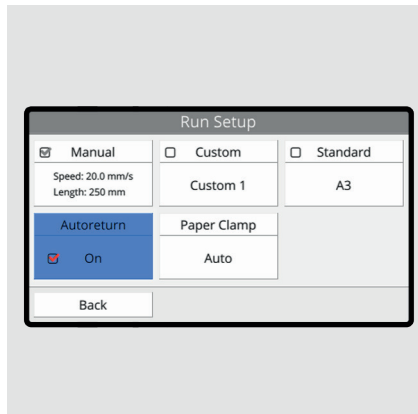 Run Setup
Manual
Custom
Standard
Speed: 20.0 mm/s
Length: 250 mm
Custom 1
A3
Autoreturn
Paper Clamp
On
Auto
Back